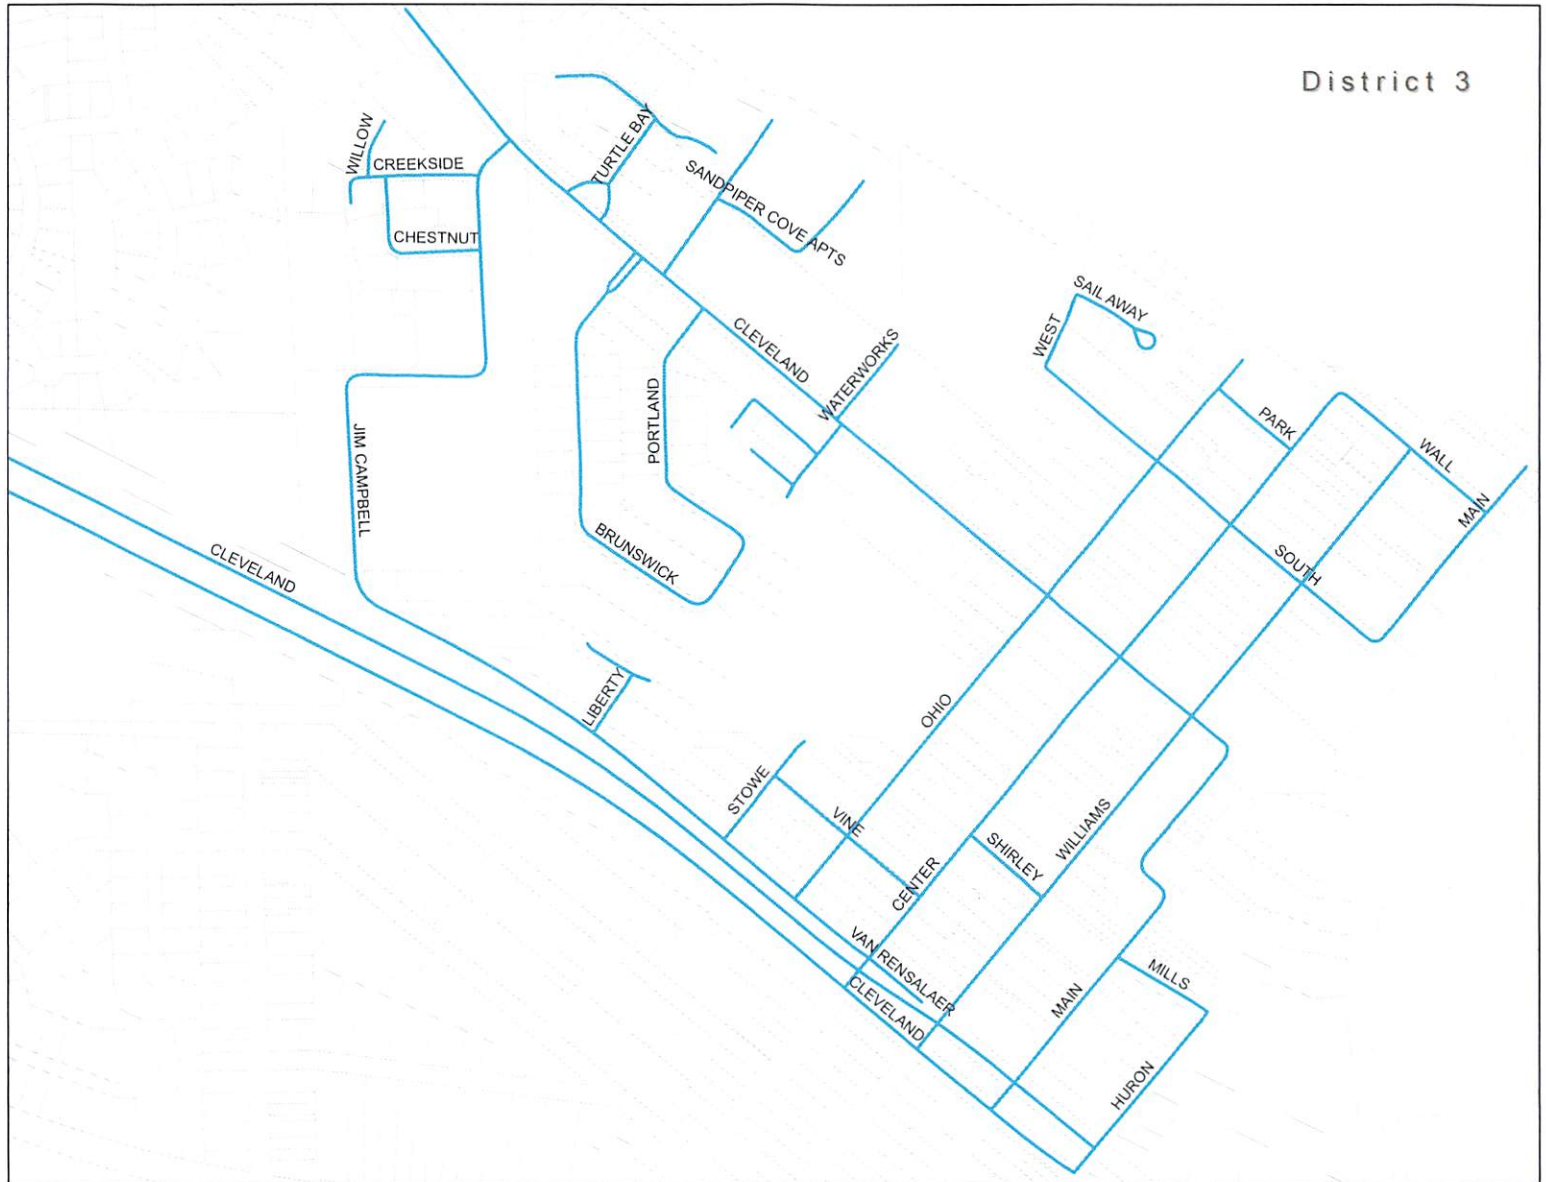 District 3
WILLOW
CREEKSIDE
TURTLE BAY
SANDPIPER COVE APTS
CHESTNUT
SAIL AWAY
WEST
CLEVELAND
WATERWORKS
PORTLAND
PARK
WALL
JIM CAMPBELL
MAIN
BRUNSWICK
SOUTH
CLEVELAND
LIBERTY
OHIO
STOWE
VINE
SHIRLEY
WILLIAMS
CENTER
VAN RENSALAER
CLEVELAND
MAIN
MILLS
HURON